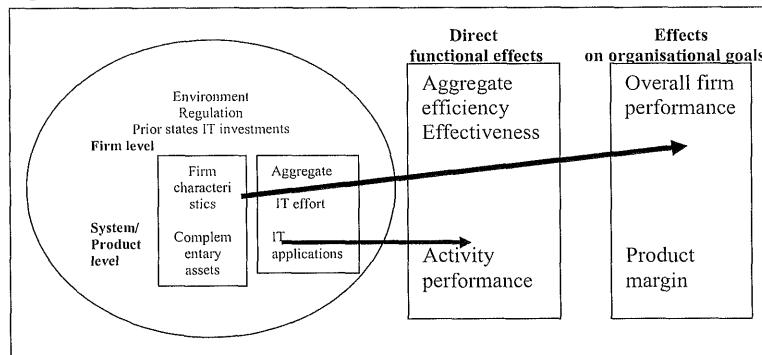 Direct
functional effects
Effects
on organisational goals
Environment
Regulation
Prior states IT investments
Firm level
Firm
characteri
stics
Aggregate
IT effort
System/
Product
level
Complem
entary
assets
IT
applications
Aggregate
efficiency
Effectiveness
Activity
performance
Overall firm
performance
Product
margin